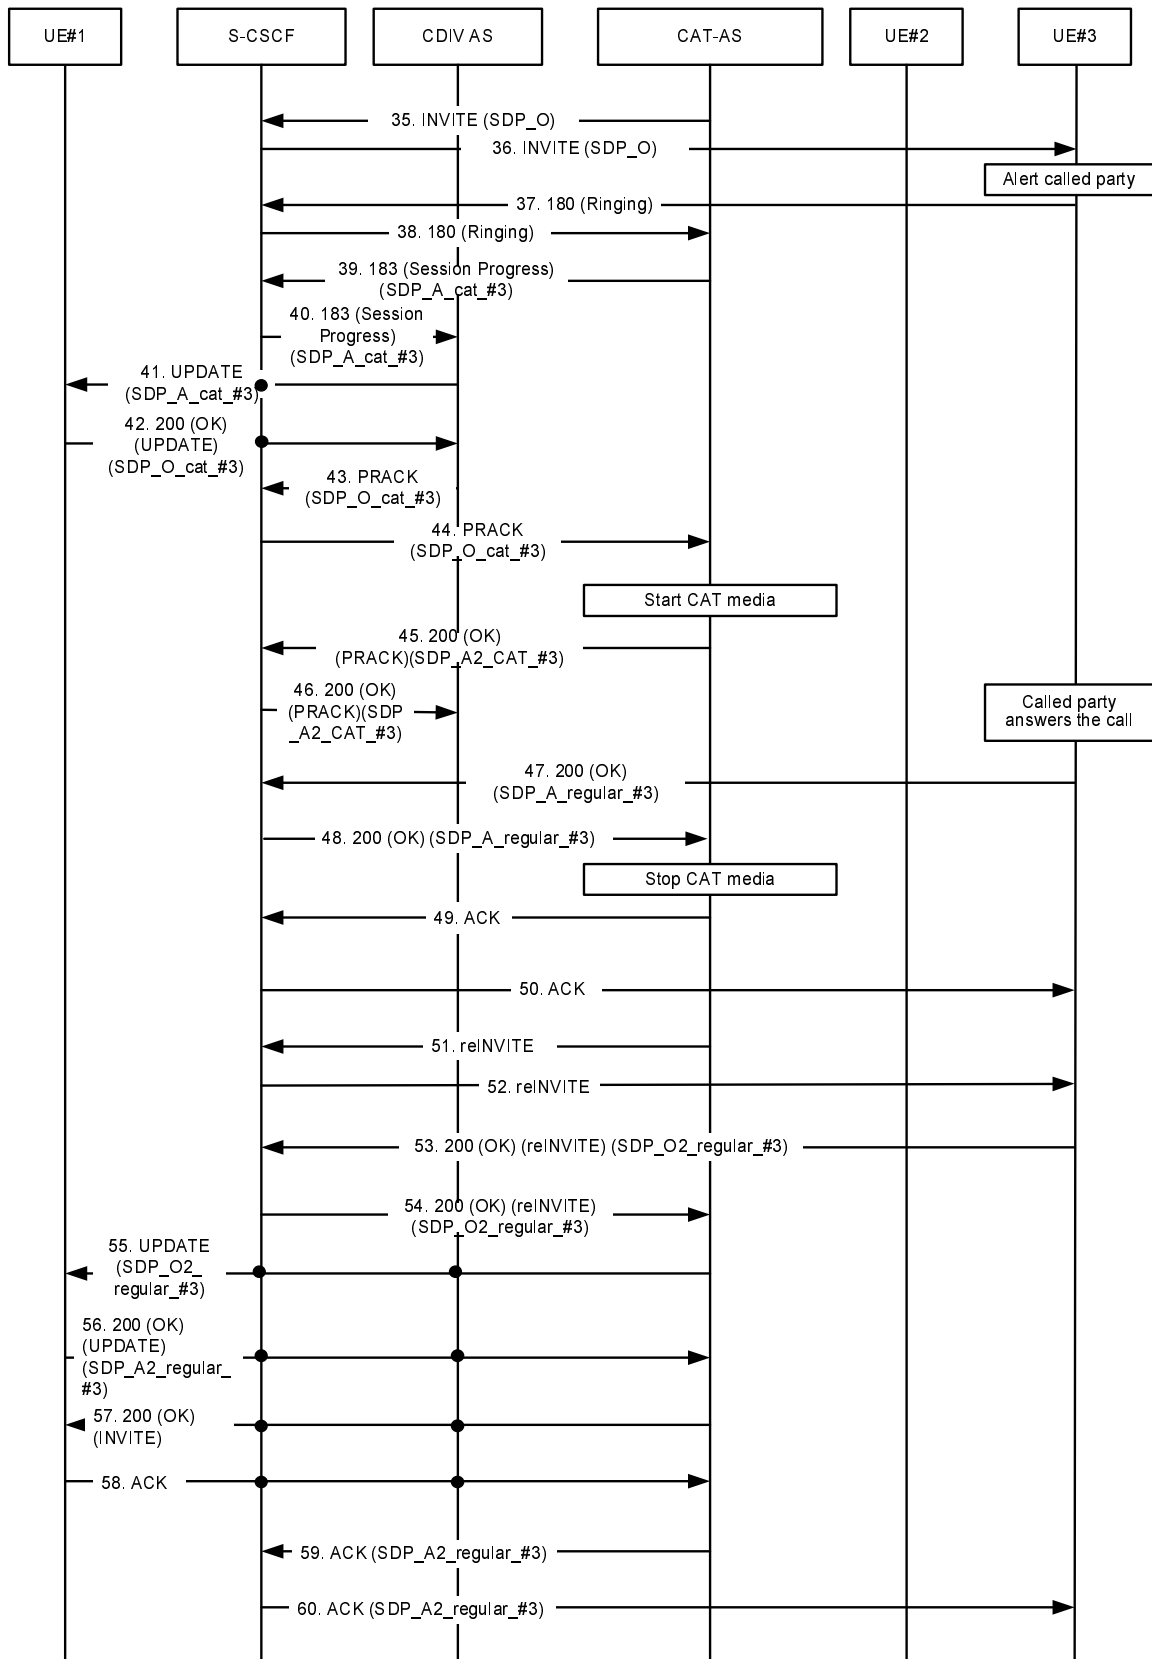 UE#1
S-CSCF
CDIV AS
CAT-AS
UE#2
UE#3
35. INVITE (SDP_O)
36. INVITE (SDP_O)
Alert called party
37. 180 (Ringing)
38. 180 (Ringing)
39. 183 (Session Progress)
(SDP_A_cat_#3)
40. 183 (Session
Progress)
(SDP_A_cat_#3)
41. UPDATE
(SDP_A_cat_#3)
42. 200 (OK)
(UPDATE)
(SDP_O_cat_#3)
43. PRACK
(SDP_O_cat_#3)
44. PRACK
(SDP_O_cat_#3)
Start CAT media
45. 200 (OK)
(PRACK)(SDP_A2_CAT_#3)
46. 200 (OK)
(PRACK)(SDP
_A2_CAT_#3)
Called party
answers the call
47. 200 (OK)
(SDP_A_regular_#3)
48. 200 (OK) (SDP_A_regular_#3)
Stop CAT media
49. ACK
50. ACK
51. reINVITE
52. reINVITE
53. 200 (OK) (reINVITE) (SDP_O2_regular_#3)
54. 200 (OK) (reINVITE)
(SDP_O2_regular_#3)
55. UPDATE
(SDP_O2_
regular_#3)
56. 200 (OK)
(UPDATE)
(SDP_A2_regular_
#3)
57. 200 (OK)
(INVITE)
58. ACK
59. ACK (SDP_A2_regular_#3)
60. ACK (SDP_A2_regular_#3)